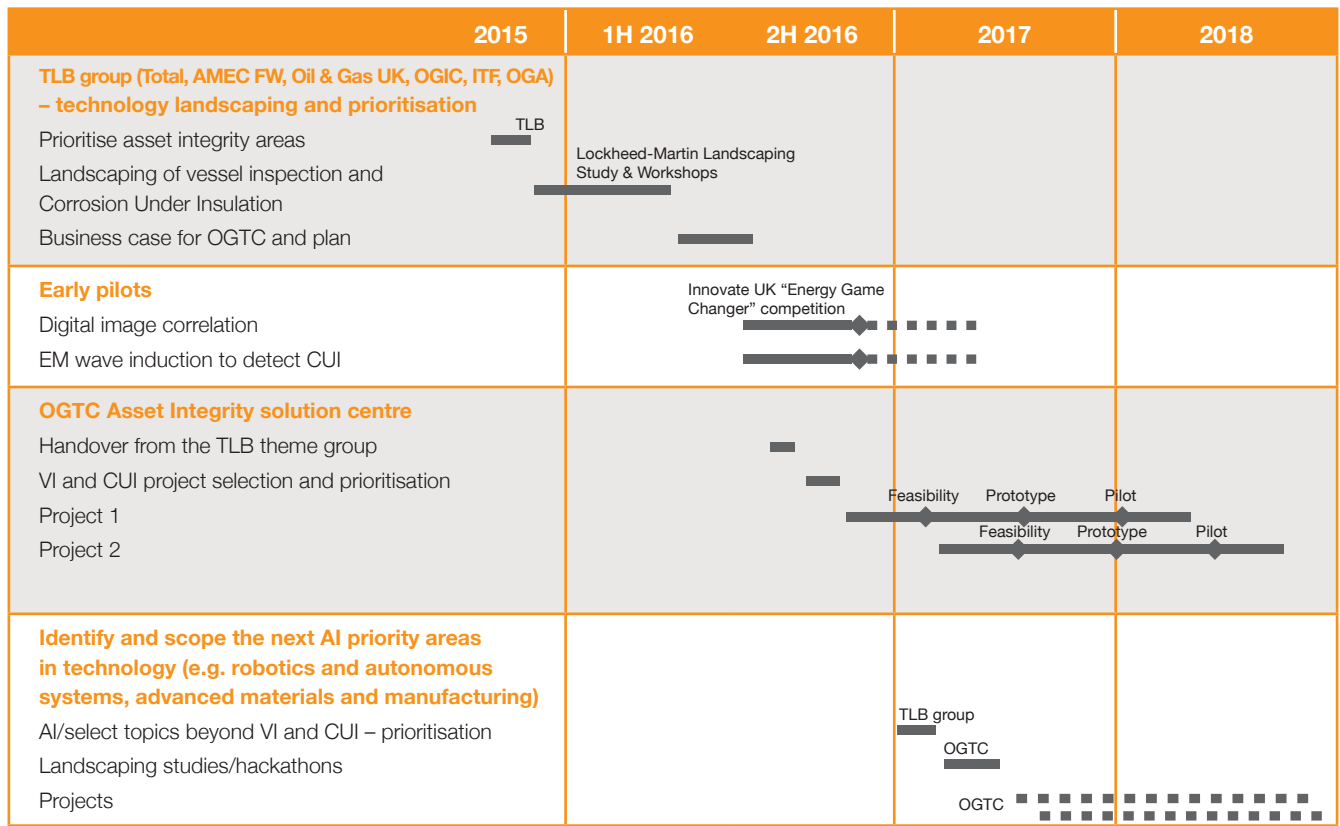 2015 1H 2016 2H 2016 2017 2018
TLB group (Total, AMEC FW, Oil & Gas UK, OGIC, ITF, OGA)
– technology landscaping and prioritisation
TLB
Prioritise asset integrity areas
Lockheed-Martin Landscaping
Study & Workshops
Landscaping of vessel inspection and
Corrosion Under Insulation
Business case for OGTC and plan
Early pilots
Innovate UK “Energy Game
Changer” competition
Digital image correlation
EM wave induction to detect CUI
OGTC Asset Integrity solution centre
Handover from the TLB theme group
VI and CUI project selection and prioritisation
Feasibility Prototype Pilot
Project 1
Feasibility Prototype Pilot
Project 2
Identify and scope the next AI priority areas
in technology (e.g. robotics and autonomous
systems, advanced materials and manufacturing)
TLB group
AI/select topics beyond VI and CUI – prioritisation
OGTC
Landscaping studies/hackathons
Projects
OGTC